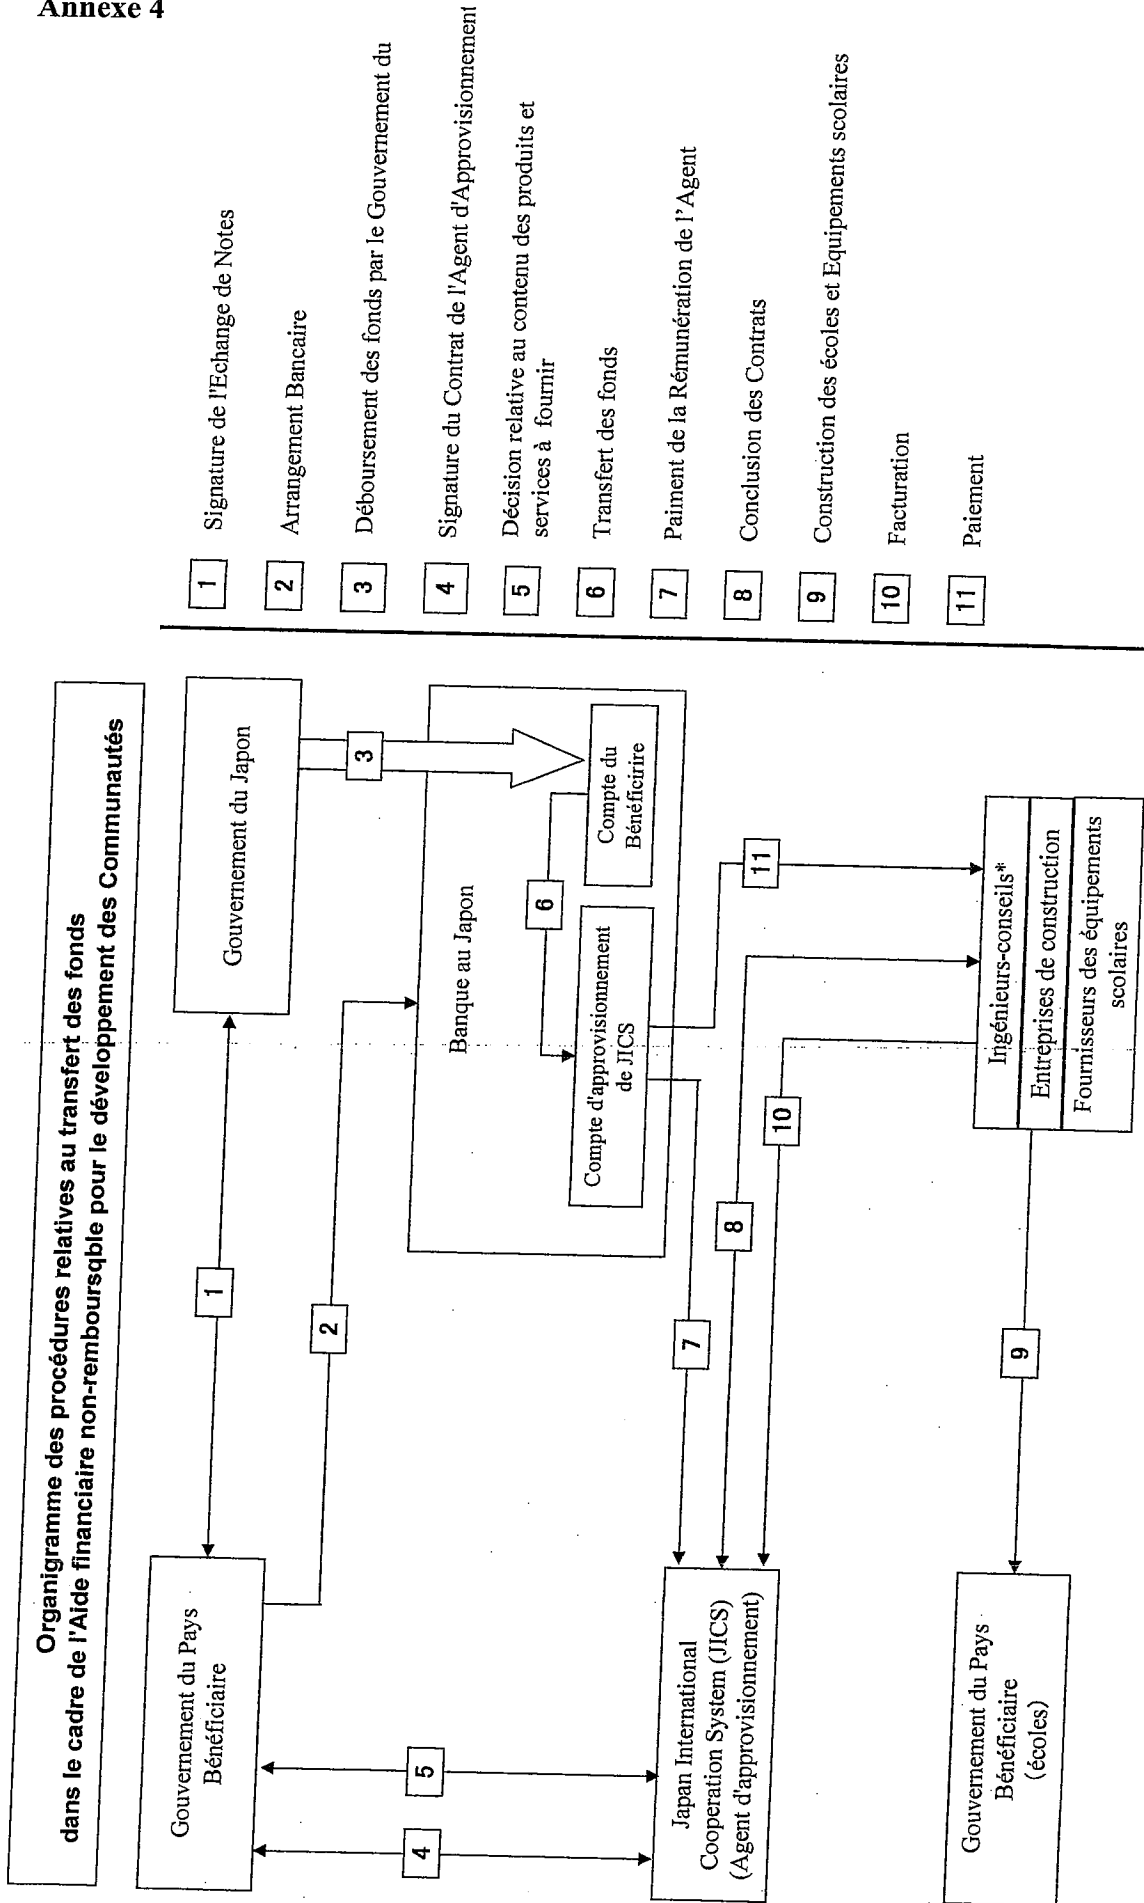 Annexe 4
Organigramme des procédures relatives au transfert des fonds
dans le cadre de l'Aide financiaire non-remboursqble pour le développement des Communautés
Gouvernement du Pays
Bénéficiaire
1
Gouvernement du Japon
2
3
Banque au Japon
6
Compte d'approvisionnement
de JICS
Compte du
Bénéficirire
4
5
7
8
10
11
Japan International
Cooperation System (JICS)
(Agent d'approvisionnement)
Ingénieurs-conseils*
Entreprises de construction
Fournisseurs des équipements
scolaires
9
Gouvernement du Pays
Bénéficiaire
(écoles)
1 Signature de l'Echange de Notes
2 Arrangement Bancaire
3 Déboursement des fonds par le Gouvernement du
4 Signature du Contrat de l'Agent d'Approvisionnement
5 Décision relative au contenu des produits et
services à fournir
6 Transfert des fonds
7 Paiment de la Rémunération de l'Agent
8 Conclusion des Contrats
9 Construction des écoles et Equipements scolaires
10 Facturation
11 Paiement